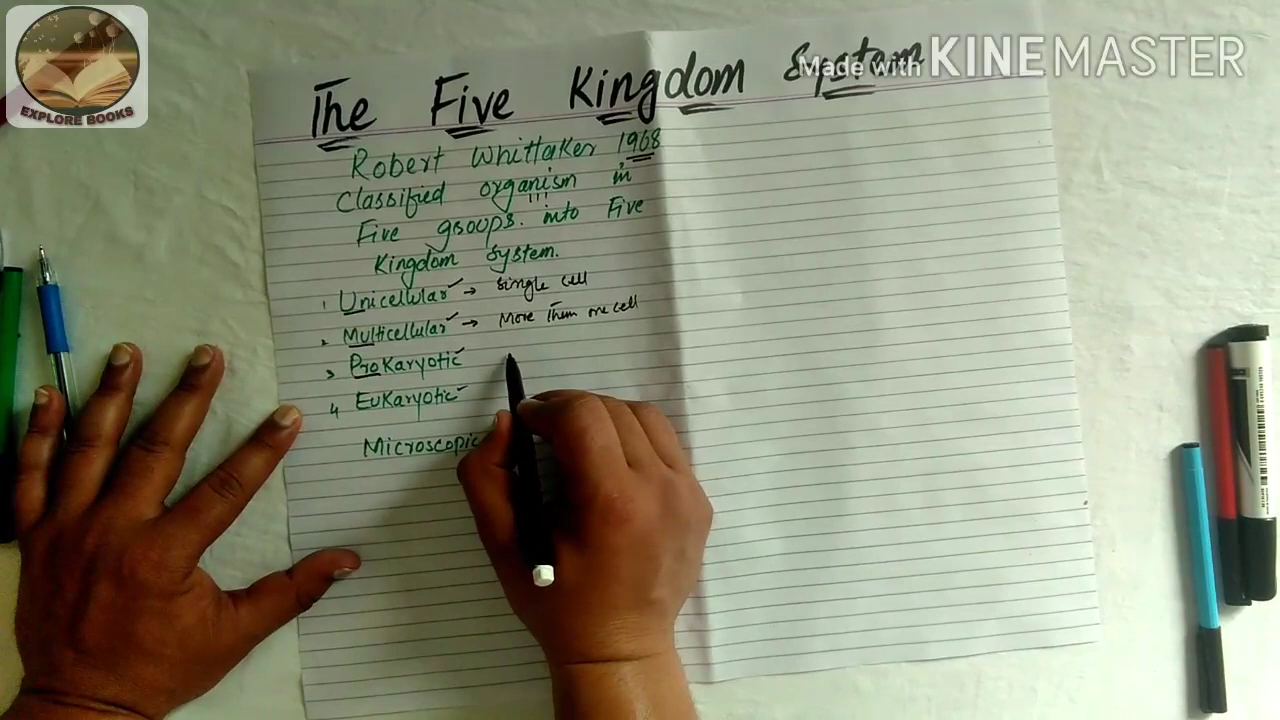 EXPLORE BOOKS
Made with KINEMASTER
The Five Kingdom System
Robert Whittaker 1968
Classified organism in
Five groups. into Five
Kingdom system.
1 Unicellular ✓ → Single cell
2 Multicellular ✓ → More Them one cell
3 ProKaryotic ✓
4 EuKaryotic ✓
Microscopic